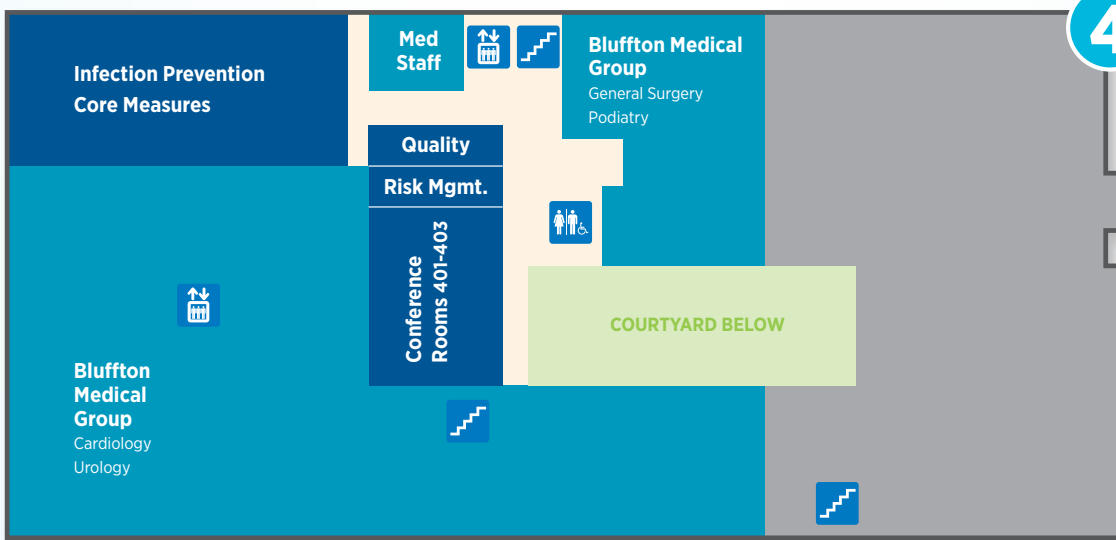 Infection Prevention
Core Measures
Med
Staff
Bluffton Medical
Group
General Surgery
Podiatry
4
Quality
Risk Mgmt.
Conference
Rooms 401-403
COURTYARD BELOW
Bluffton
Medical
Group
Cardiology
Urology